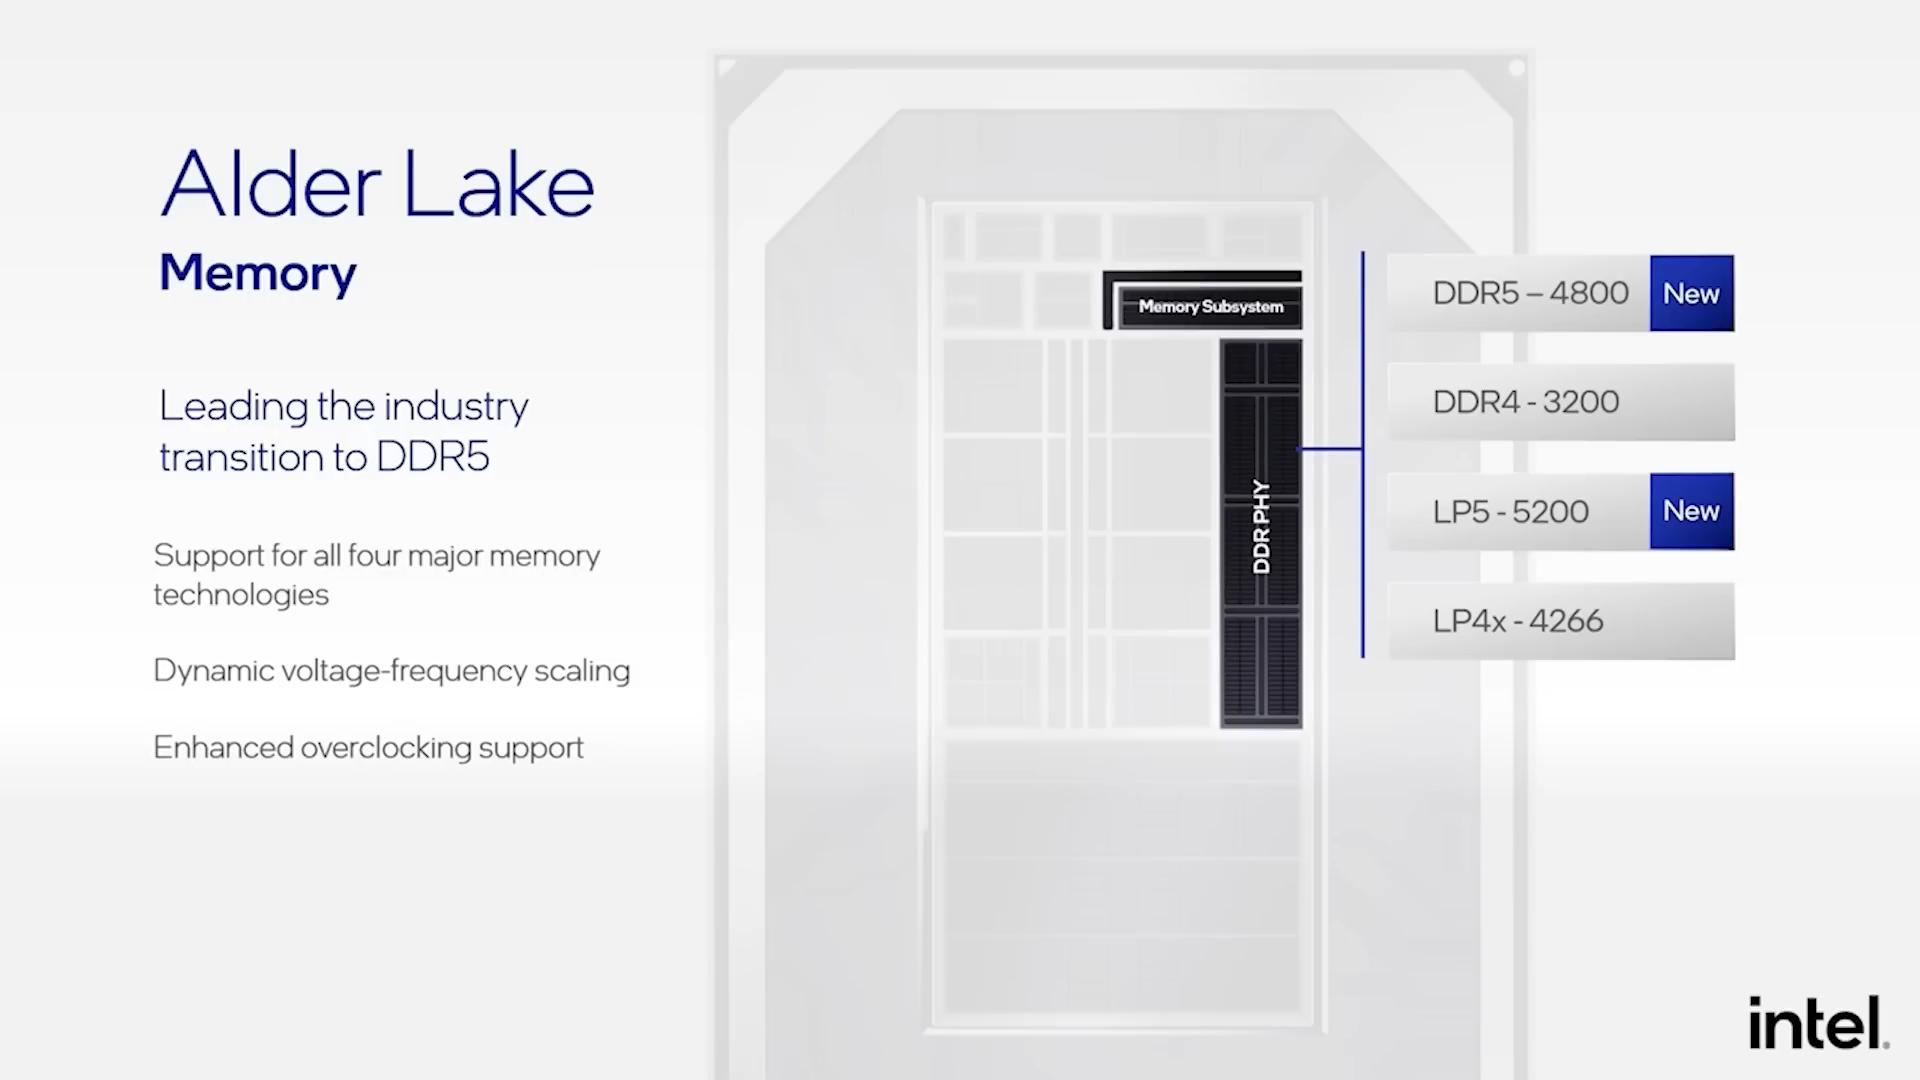 Alder Lake
Memory
Leading the industry
transition to DDR5
Support for all four major memory
technologies
Dynamic voltage-frequency scaling
Enhanced overclocking support
Memory Subsystem
DDR PHY
DDR5 – 4800 New
DDR4 - 3200
LP5 - 5200 New
LP4x - 4266
intel.